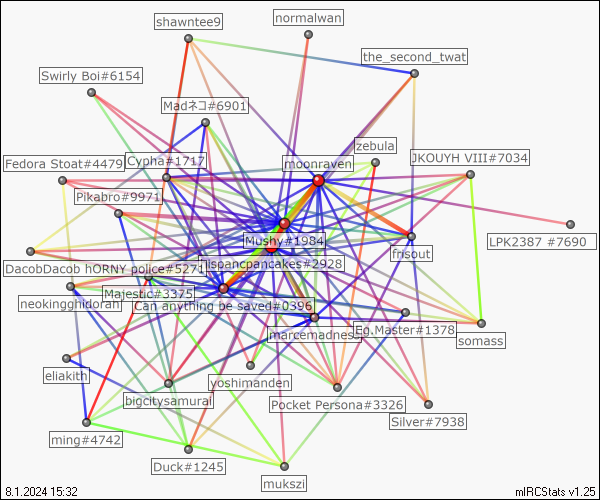 shawntee9
normalwan
the_second_twat
Swirly Boi#6154
Madネコ#6901
zebula
Fedora Stoat#4479
Cypha#1717
moonraven
JKOUYH VIII#7034
Pikabro#9971
Mushy#1984
frisout
LPK2387 #7690
DacobDacob hORNY police#5271
hispancpancakes#2928
neokingghidorah
Majestic#3375
Can anything be saved#0396
marcemadness
Eg.Master#1378
somass
eliakith
bigcitysamurai
yoshimanden
Pocket Persona#3326
Silver#7938
ming#4742
Duck#1245
mukszi
8.1.2024 15:32
mIRCStats v1.25